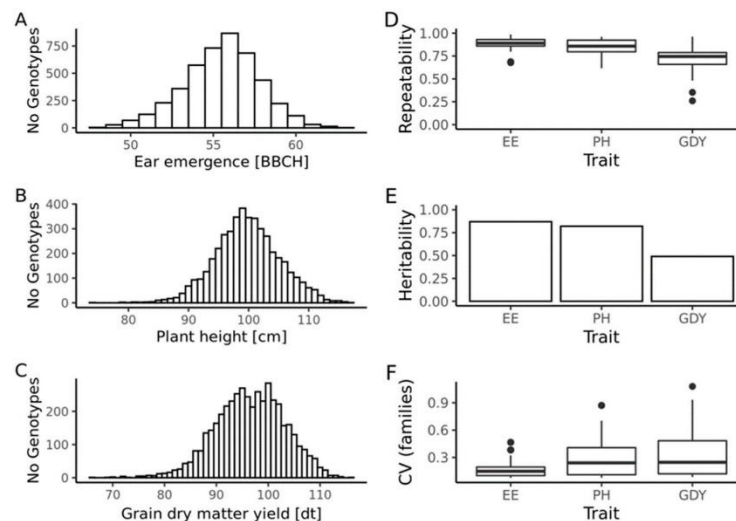 A
No Genotypes
750
500
250
0
50
55
60
Ear emergence [BBCH]
B
No Genotypes
400
300
200
100
0
80
90
100
110
Plant height [cm]
C
No Genotypes
200
100
0
70
80
90
100
110
Grain dry matter yield [dt]
D
Repeatability
1.00
0.75
0.50
0.25
0.00
EE
PH
GDY
Trait
E
Heritability
1.00
0.75
0.50
0.25
0.00
EE
PH
GDY
Trait
F
CV (families)
0.9
0.6
0.3
EE
PH
GDY
Trait